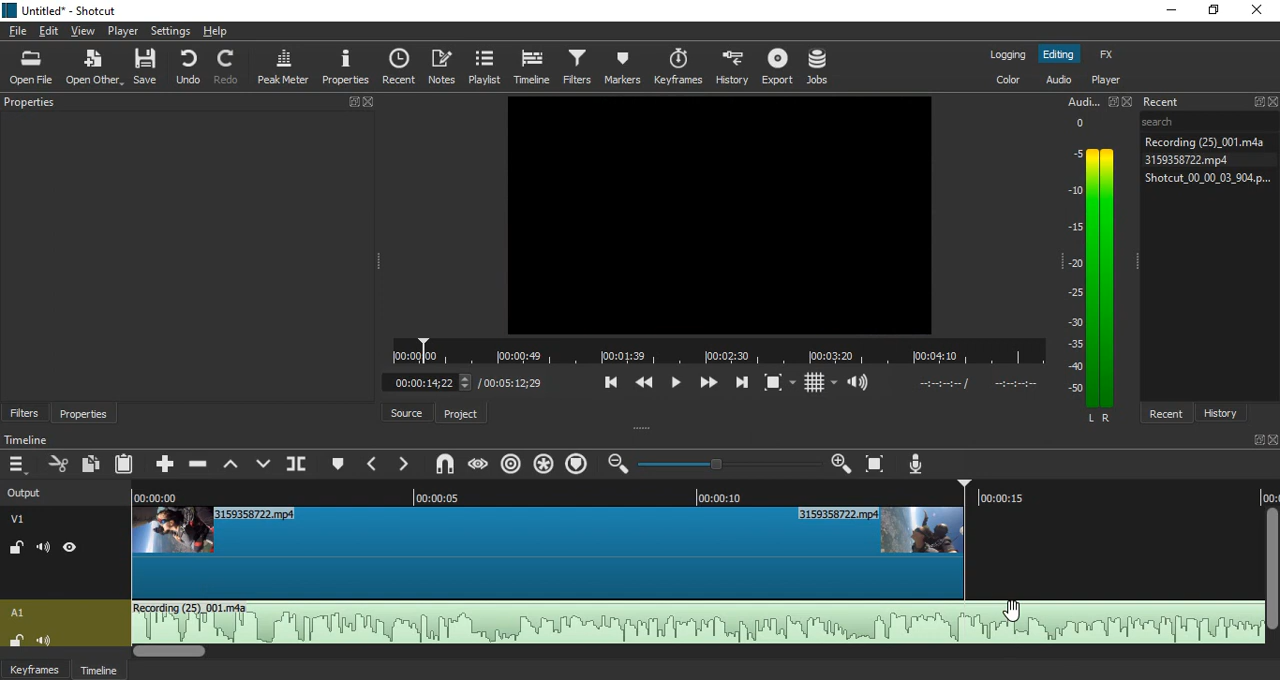 Untitled* - Shotcut
File Edit View Player Settings Help
Open File Open Other... Save Undo Redo Peak Meter Properties Recent Notes Playlist Timeline Filters Markers Keyframes History Export Jobs
Logging Editing FX
Color Audio Player
Properties
Audi...
0
-5
-10
-15
-20
-25
-30
-35
-40
-50
L R
Recent
search
Recording (25)_001.m4a
3159358722.mp4
Shotcut_00_00_03_904.p...
00:00:00 00:00:49 00:01:39 00:02:30 00:03:20 00:04:10
00:00:14;22 / 00:05:12;29
--:--:--:-- / --:--:--:--
Filters Properties
Source Project
Recent History
Timeline
Output
00:00:00 00:00:05 00:00:10 00:00:15 00:0
V1
3159358722.mp4 3159358722.mp4
A1
Recording (25)_001.m4a
Keyframes Timeline